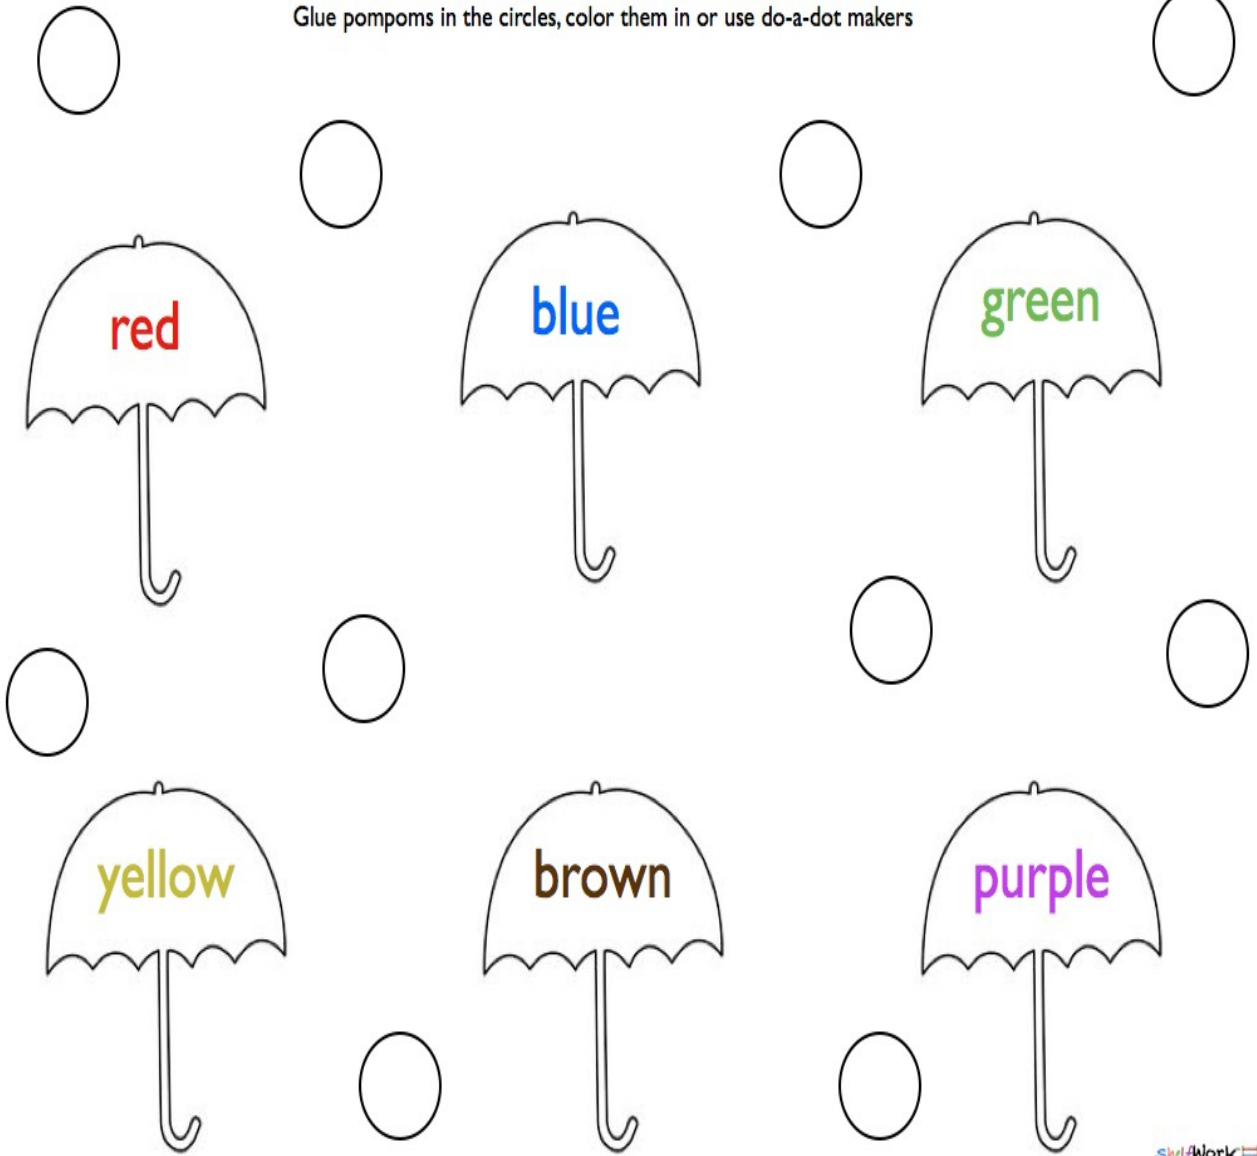 Glue pompoms in the circles, color them in or use do-a-dot makers
red
blue
green
yellow
brown
purple